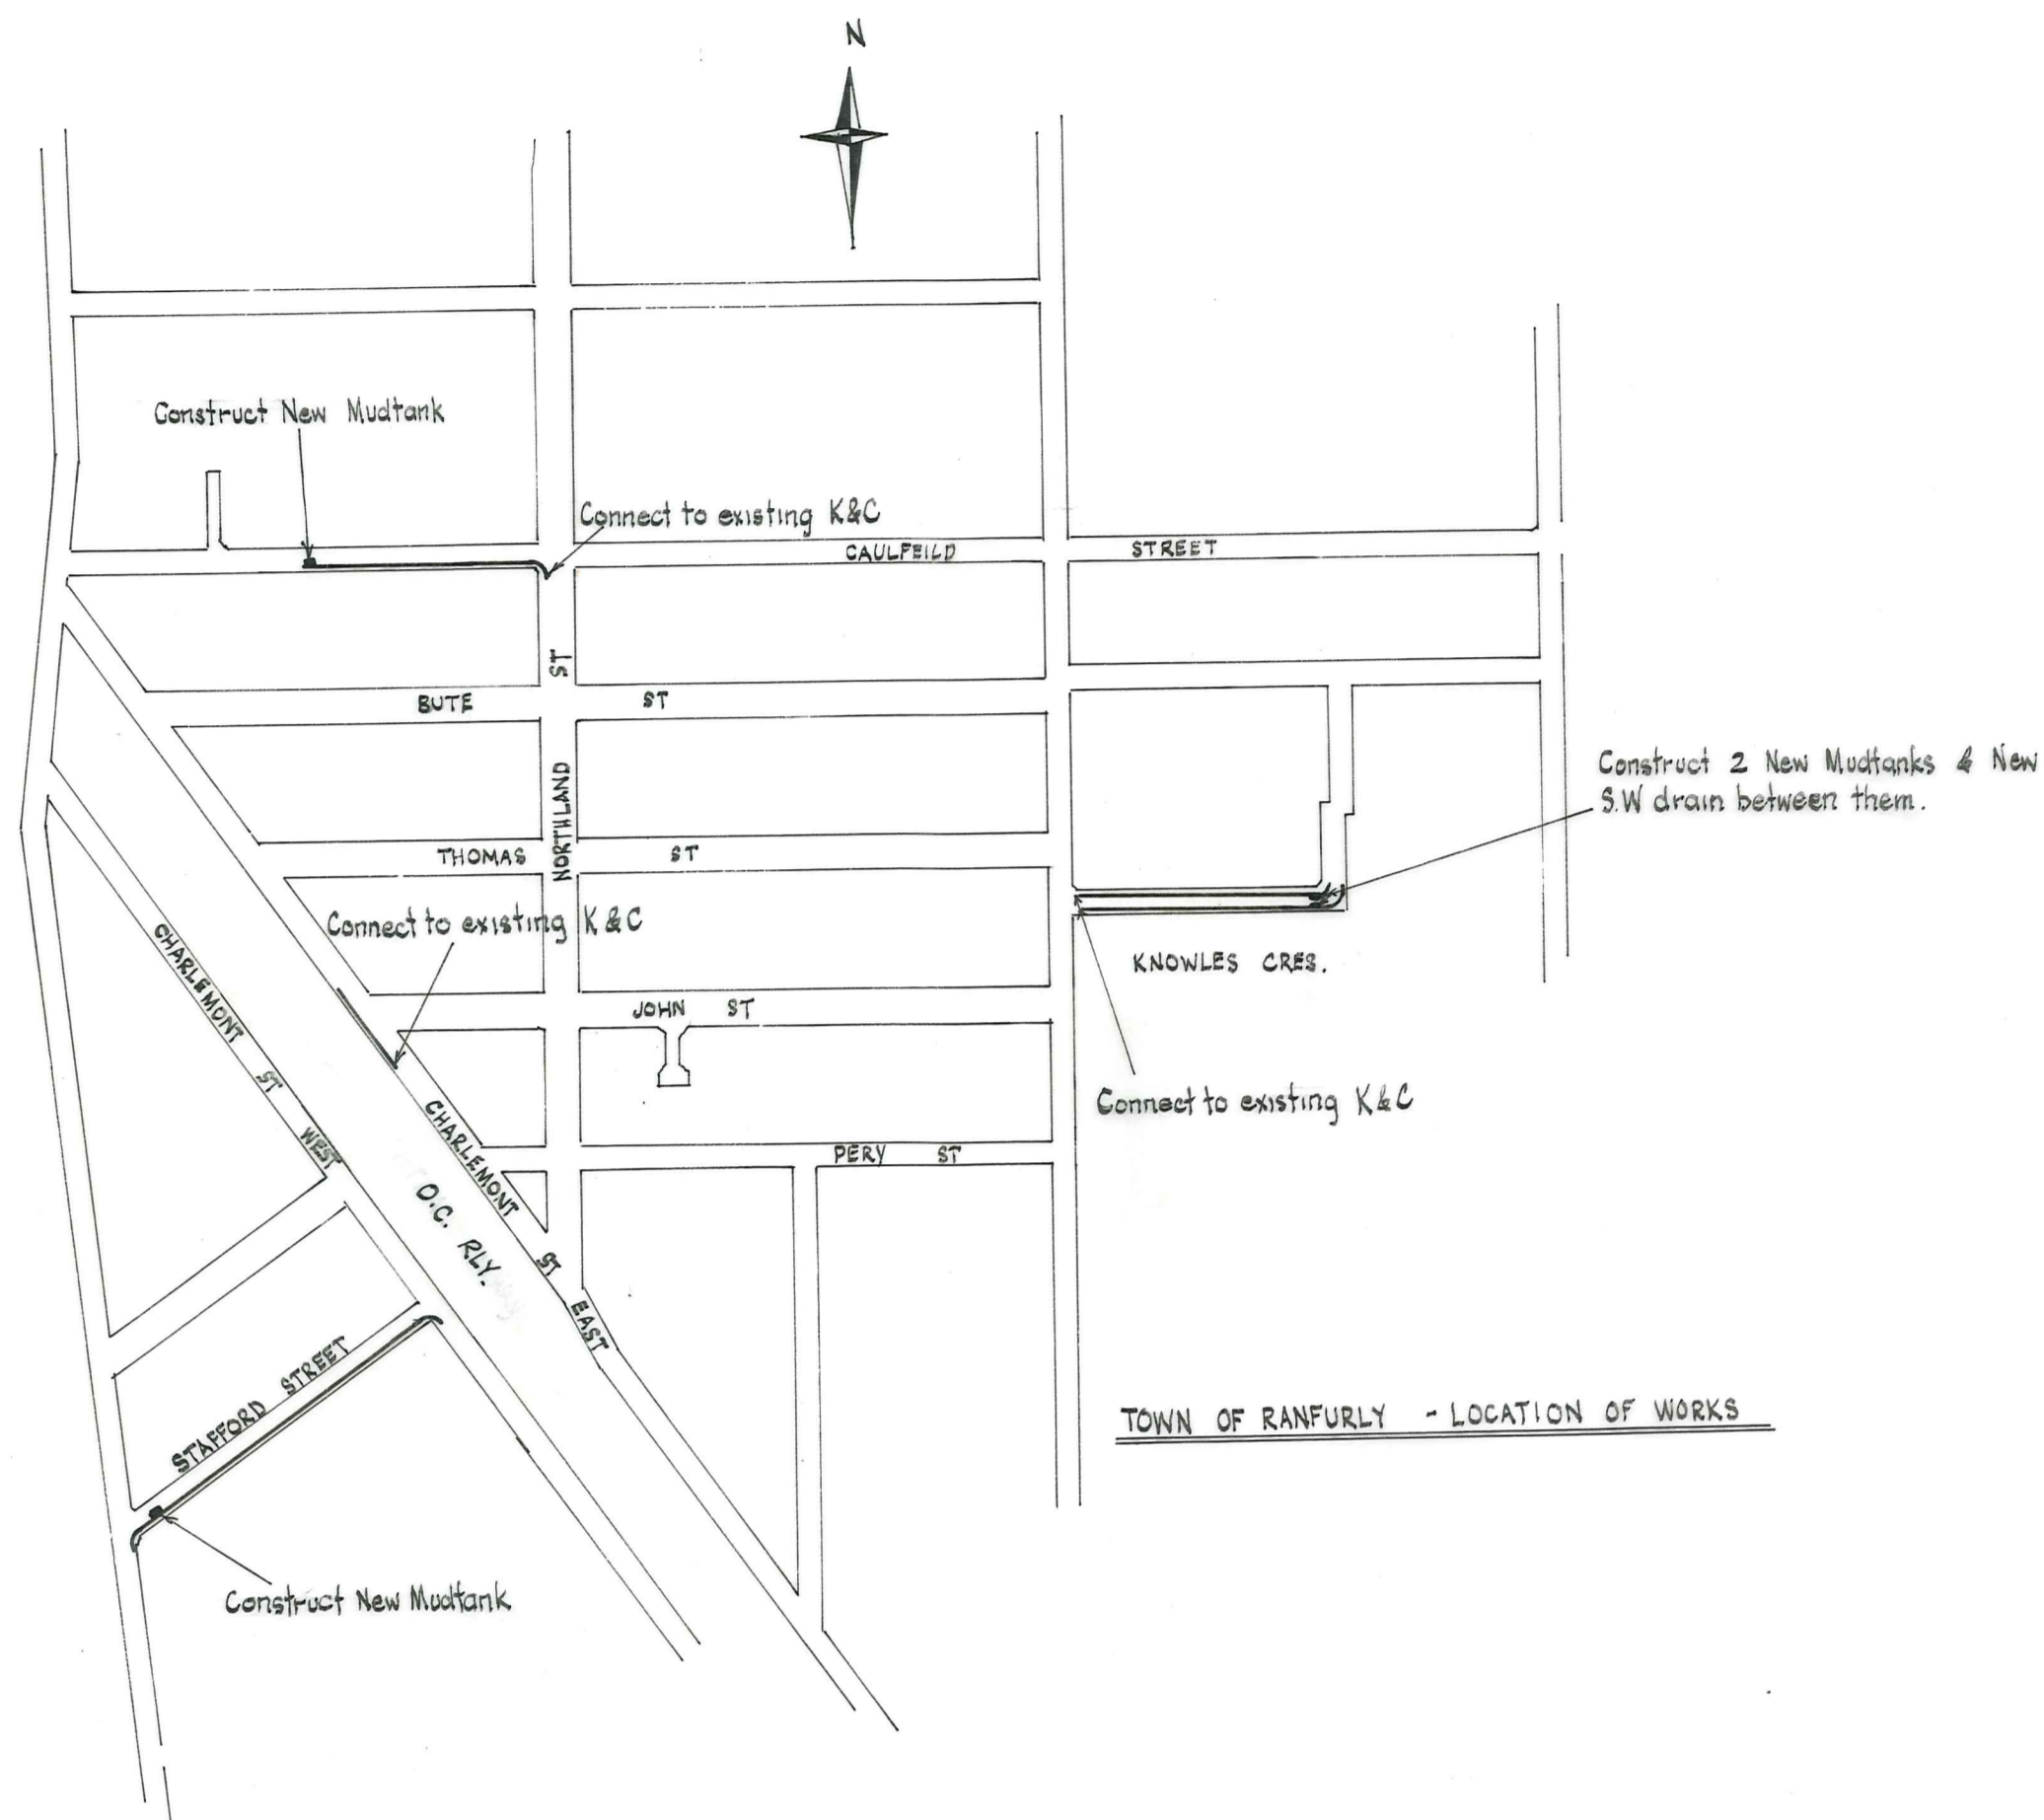 N
Construct New Mudtank
Connect to existing K&C
CAULFEILD STREET
ST
BUTE ST
NORTHLAND
Construct 2 New Mudtanks & New
S.W drain between them.
THOMAS ST
Connect to existing K&C
CHARLEMONT ST WEST
KNOWLES CRES.
JOHN ST
Connect to existing K&C
CHARLEMONT ST EAST
PERY ST
O.C. RLY.
STAFFORD STREET
TOWN OF RANFURLY - LOCATION OF WORKS
Construct New Mudtank